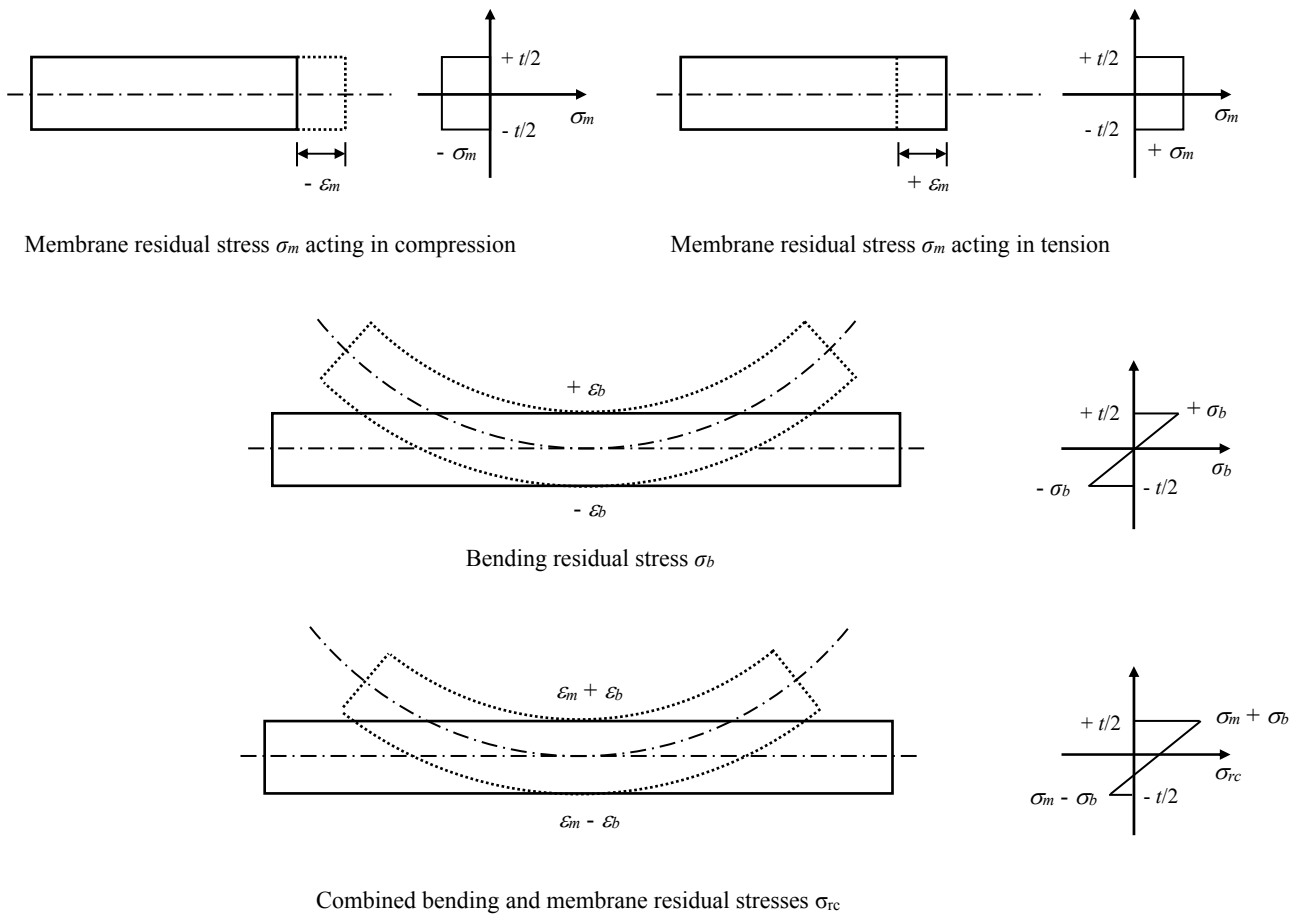 + t/2
σm
- t/2
- σm
- εm
+ t/2
σm
- t/2
+ σm
+ εm
Membrane residual stress σm acting in compression
Membrane residual stress σm acting in tension
+ εb
- εb
+ t/2
+ σb
σb
- σb
- t/2
Bending residual stress σb
εm + εb
εm - εb
+ t/2
σm + σb
σrc
σm - σb
- t/2
Combined bending and membrane residual stresses σrc